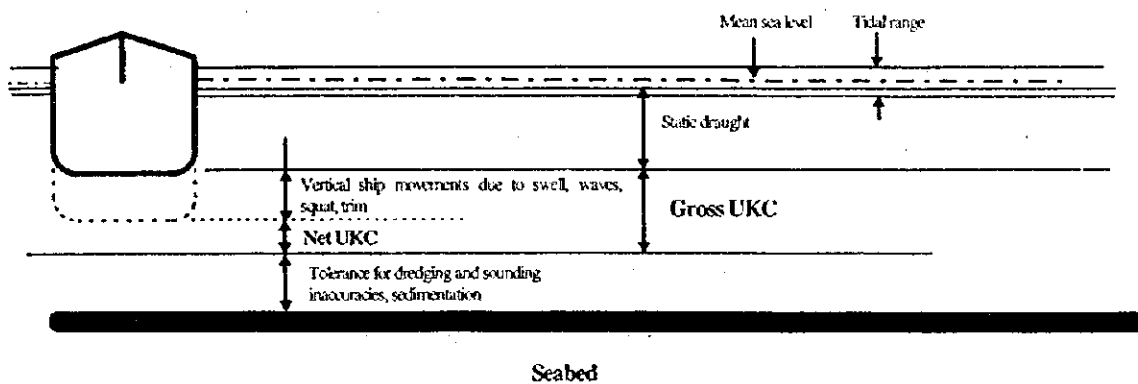 Mean sea level
Tidal range
Static draught
Vertical ship movements due to swell, waves,
squat, trim
Gross UKC
Net UKC
Tolerance for dredging and sounding
inaccuracies, sedimentation
Seabed